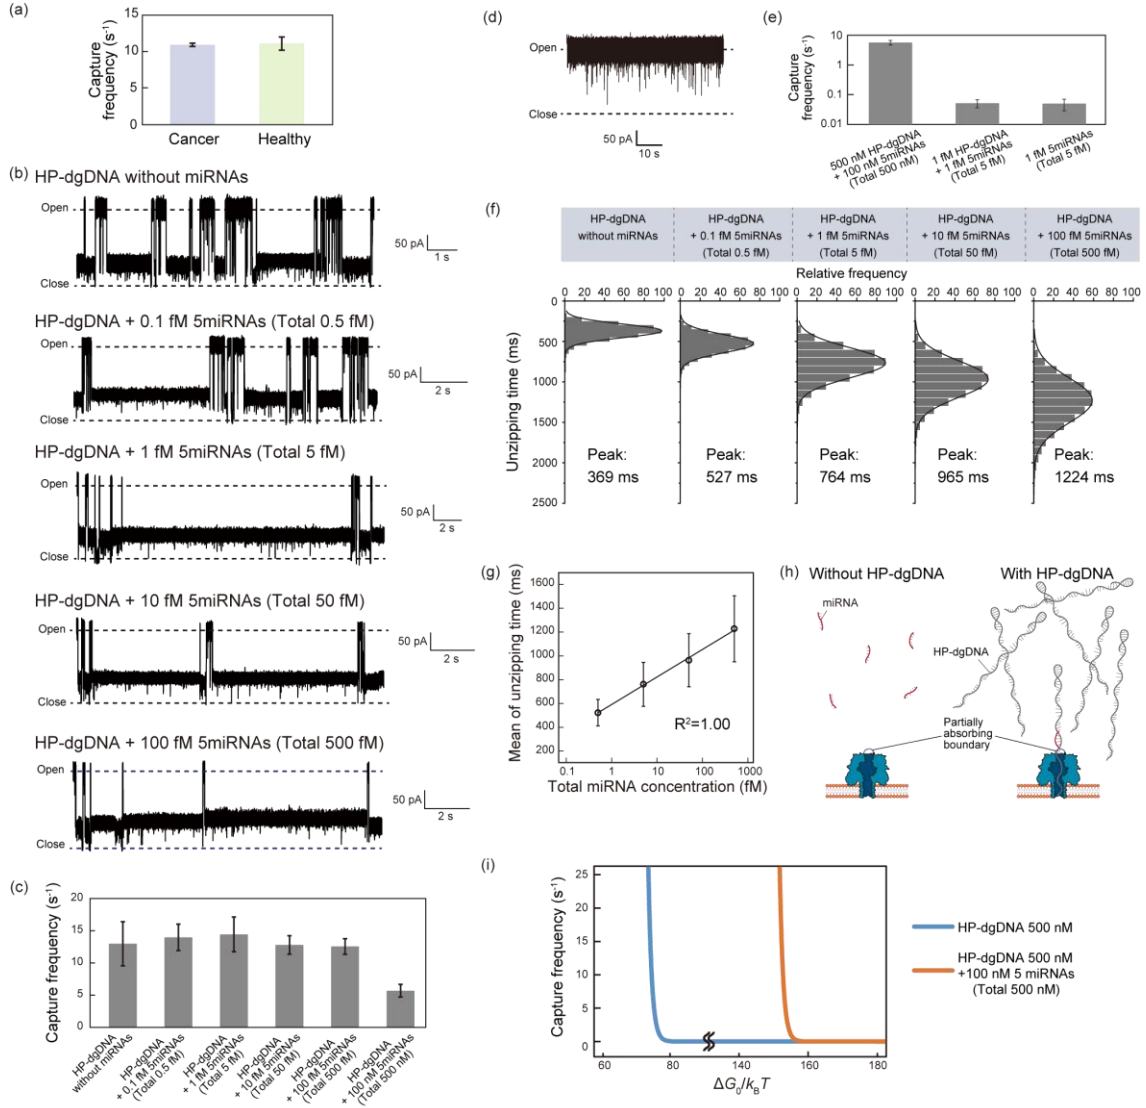 (a)
15
10
5
0
Capture
frequency (s-1)
Cancer
Healthy
(b)
HP-dgDNA without miRNAs
Open
Close
50 pA
1 s
HP-dgDNA + 0.1 fM 5miRNAs (Total 0.5 fM)
Open
Close
50 pA
2 s
HP-dgDNA + 1 fM 5miRNAs (Total 5 fM)
Open
Close
50 pA
2 s
HP-dgDNA + 10 fM 5miRNAs (Total 50 fM)
Open
Close
50 pA
2 s
HP-dgDNA + 100 fM 5miRNAs (Total 500 fM)
Open
Close
50 pA
2 s
(c)
Capture frequency (s-1)
20
15
10
5
0
HP-dgDNA
without miRNAs
HP-dgDNA
+ 0.1 fM 5miRNAs
(Total 0.5 fM)
HP-dgDNA
+ 1 fM 5miRNAs
(Total 5 fM)
HP-dgDNA
+ 10 fM 5miRNAs
(Total 50 fM)
HP-dgDNA
+ 100 fM 5miRNAs
(Total 500 fM)
HP-dgDNA
+ 100 nM 5miRNAs
(Total 500 nM)
(d)
Open
Close
50 pA
10 s
(e)
Capture
frequency (s-1)
10
1
0.1
0.01
500 nM HP-dgDNA
+ 100 nM 5miRNAs
(Total 500 nM)
1 fM HP-dgDNA
+ 1 fM 5miRNAs
(Total 5 fM)
1 fM 5miRNAs
(Total 5 fM)
(f)
HP-dgDNA
without miRNAs
HP-dgDNA
+ 0.1 fM 5miRNAs
(Total 0.5 fM)
HP-dgDNA
+ 1 fM 5miRNAs
(Total 5 fM)
HP-dgDNA
+ 10 fM 5miRNAs
(Total 50 fM)
HP-dgDNA
+ 100 fM 5miRNAs
(Total 500 fM)
Relative frequency
0 20 40 60 80 100
0 20 40 60 80 100
0 20 40 60 80 100
0 20 40 60 80 100
0 20 40 60 80 100
Unzipping time (ms)
0
500
1000
1500
2000
2500
Peak:
369 ms
Peak:
527 ms
Peak:
764 ms
Peak:
965 ms
Peak:
1224 ms
(g)
Mean of unzipping time (ms)
1600
1400
1200
1000
800
600
400
200
R2=1.00
0.1 1 10 100 1000
Total miRNA concentration (fM)
(h)
Without HP-dgDNA
With HP-dgDNA
miRNA
HP-dgDNA
Partially
absorbing
boundary
(i)
Capture frequency (s-1)
25
20
15
10
5
0
60 80 140 160 180
ΔG0/kBT
HP-dgDNA 500 nM
HP-dgDNA 500 nM
+100 nM 5 miRNAs
(Total 500 nM)